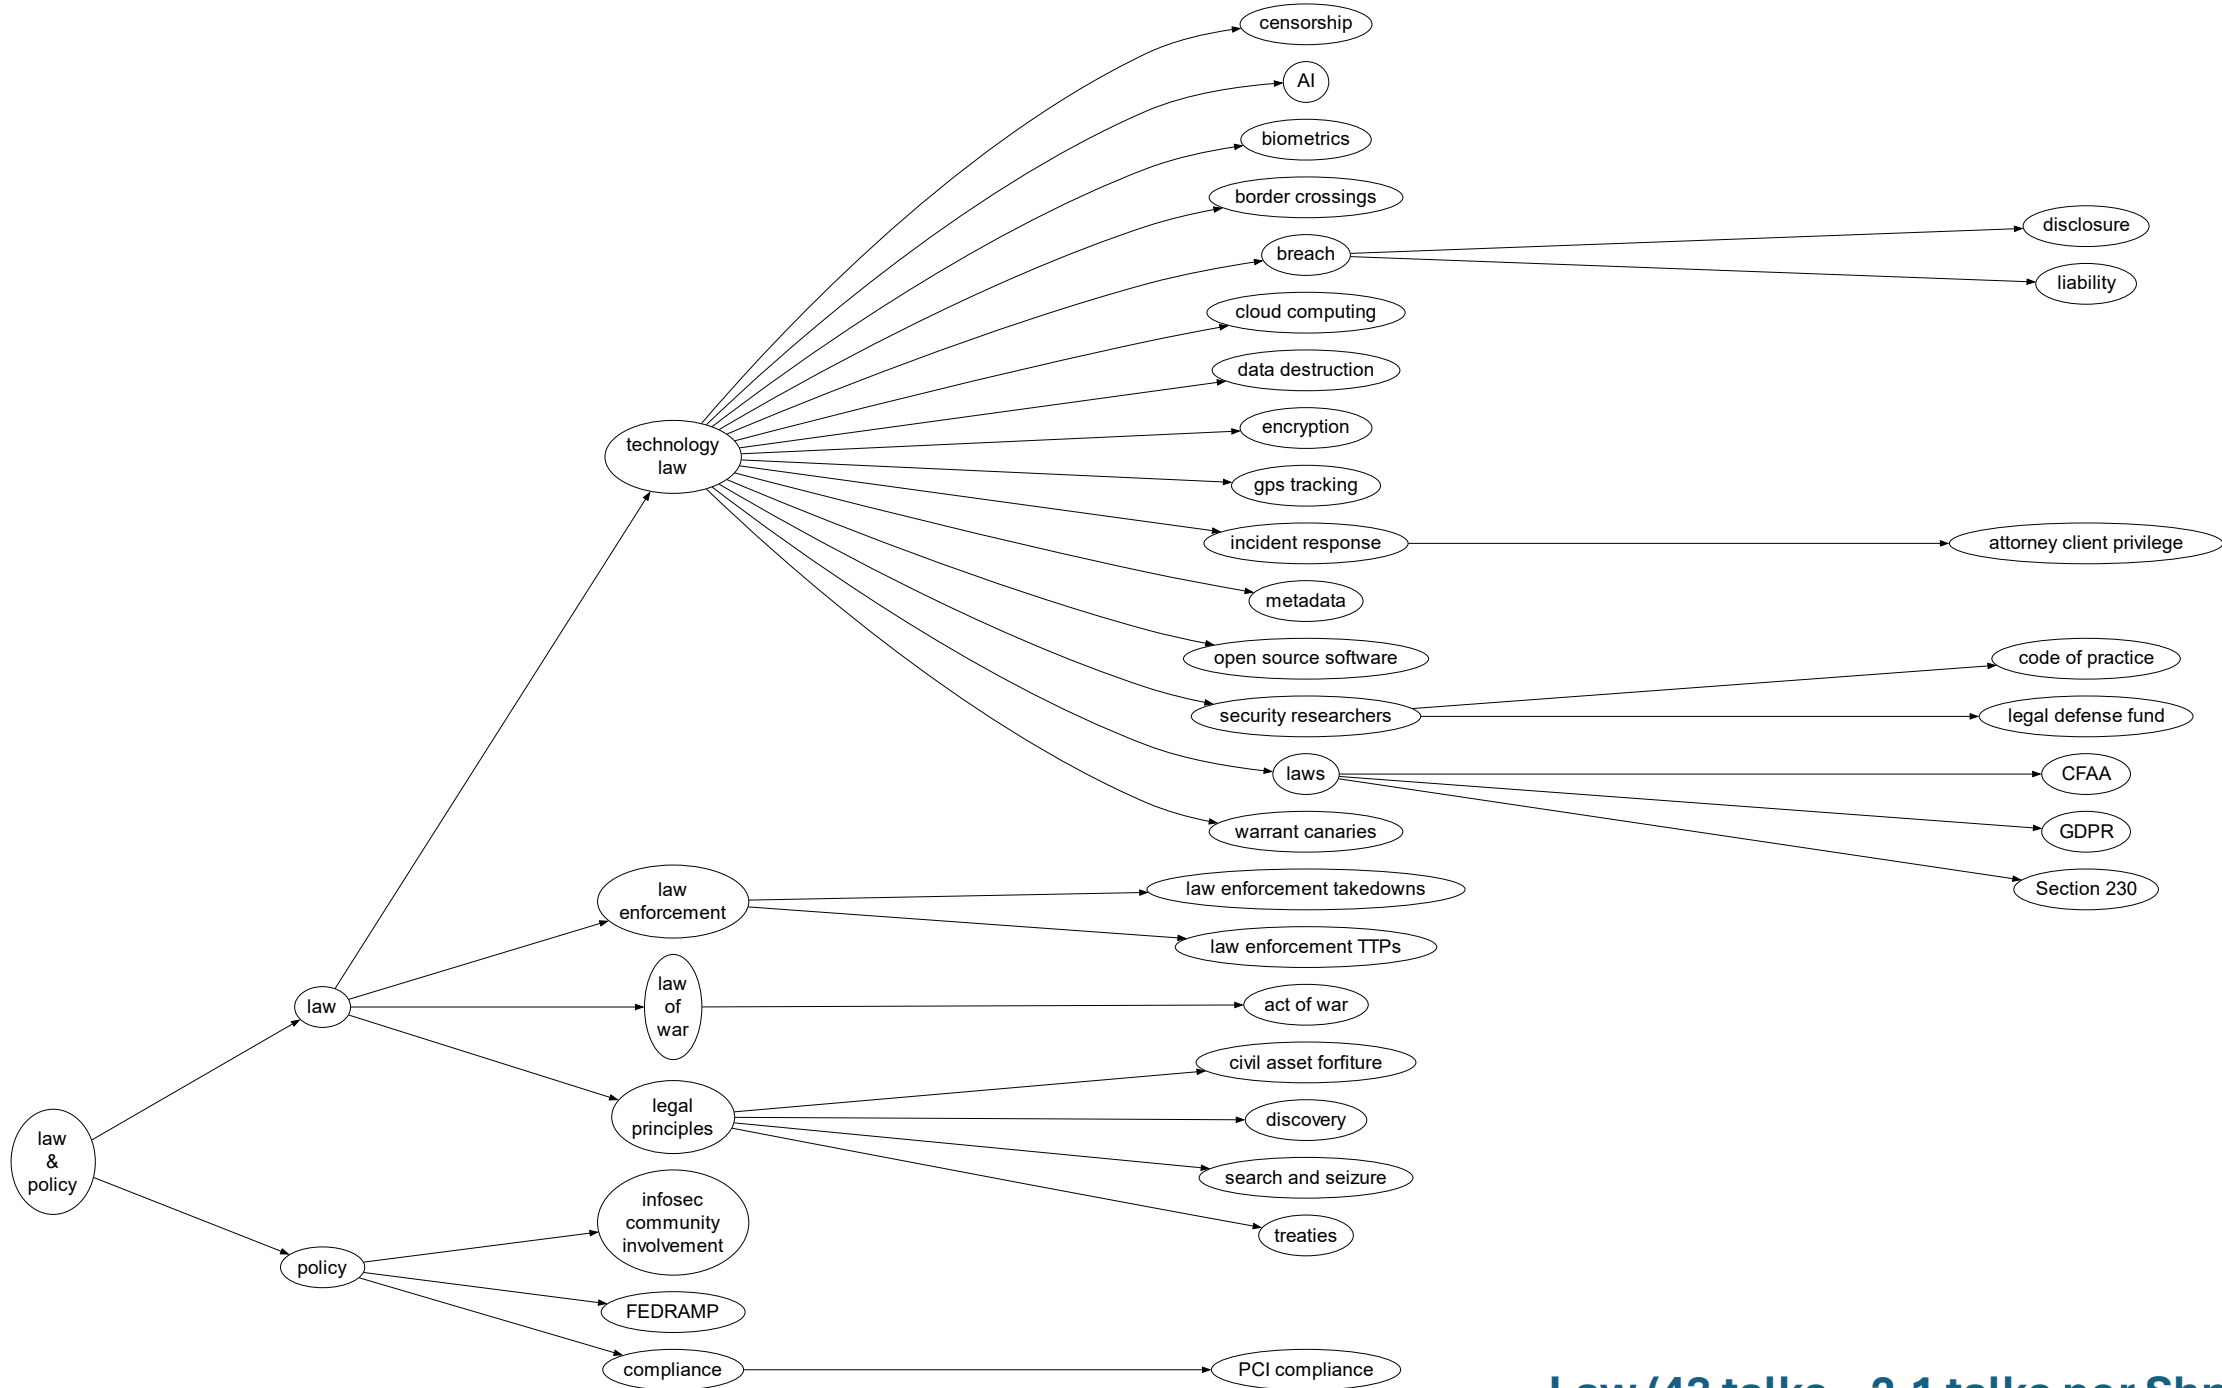 censorship
AI
biometrics
border crossings
breach
disclosure
liability
cloud computing
data destruction
encryption
technology
law
gps tracking
incident response
attorney client privilege
metadata
open source software
security researchers
code of practice
legal defense fund
laws
CFAA
GDPR
Section 230
warrant canaries
law
enforcement
law enforcement takedowns
law enforcement TTPs
law
law
of
war
act of war
legal
principles
civil asset forfiture
discovery
search and seizure
treaties
law
&
policy
policy
infosec
community
involvement
FEDRAMP
compliance
PCI compliance
talks
talks per